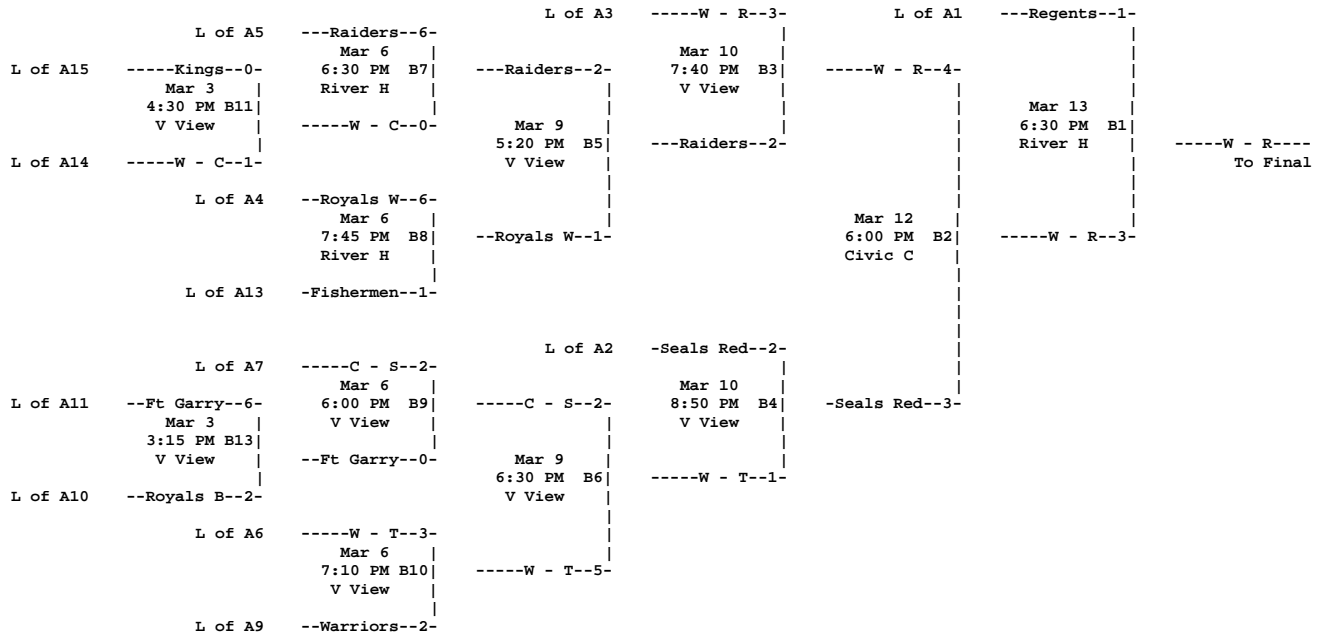 L of A3 -----W - R--3- L of A1 ---Regents--1-
L of A5 ---Raiders--6- |
Mar 6 | Mar 10 |
L of A15 -----Kings--0- 6:30 PM B7| ---Raiders--2- 7:40 PM B3| -----W - R--4- |
Mar 3 | River H | | V View | | |
4:30 PM B11| | | | | Mar 13 |
V View | -----W - C--0- Mar 9 | | | 6:30 PM B1|
| 5:20 PM B5| ---Raiders--2- | River H | -----W - R----
L of A14 -----W - C--1- V View | | | To Final
| | |
L of A4 --Royals W--6- | | |
Mar 6 | | Mar 12 | |
7:45 PM B8| --Royals W--1- 6:00 PM B2| -----W - R--3-
River H | Civic C |
| |
L of A13 -Fishermen--1- |
|
|
L of A2 -Seals Red--2- |
L of A7 -----C - S--2- | |
Mar 6 | Mar 10 | |
L of A11 --Ft Garry--6- 6:00 PM B9| -----C - S--2- 8:50 PM B4| -Seals Red--3-
Mar 3 | V View | | V View |
3:15 PM B13| | | |
V View | --Ft Garry--0- Mar 9 | |
| 6:30 PM B6| -----W - T--1-
L of A10 --Royals B--2- V View |
|
L of A6 -----W - T--3- |
Mar 6 | |
7:10 PM B10| -----W - T--5-
V View |
|
L of A9 --Warriors--2-